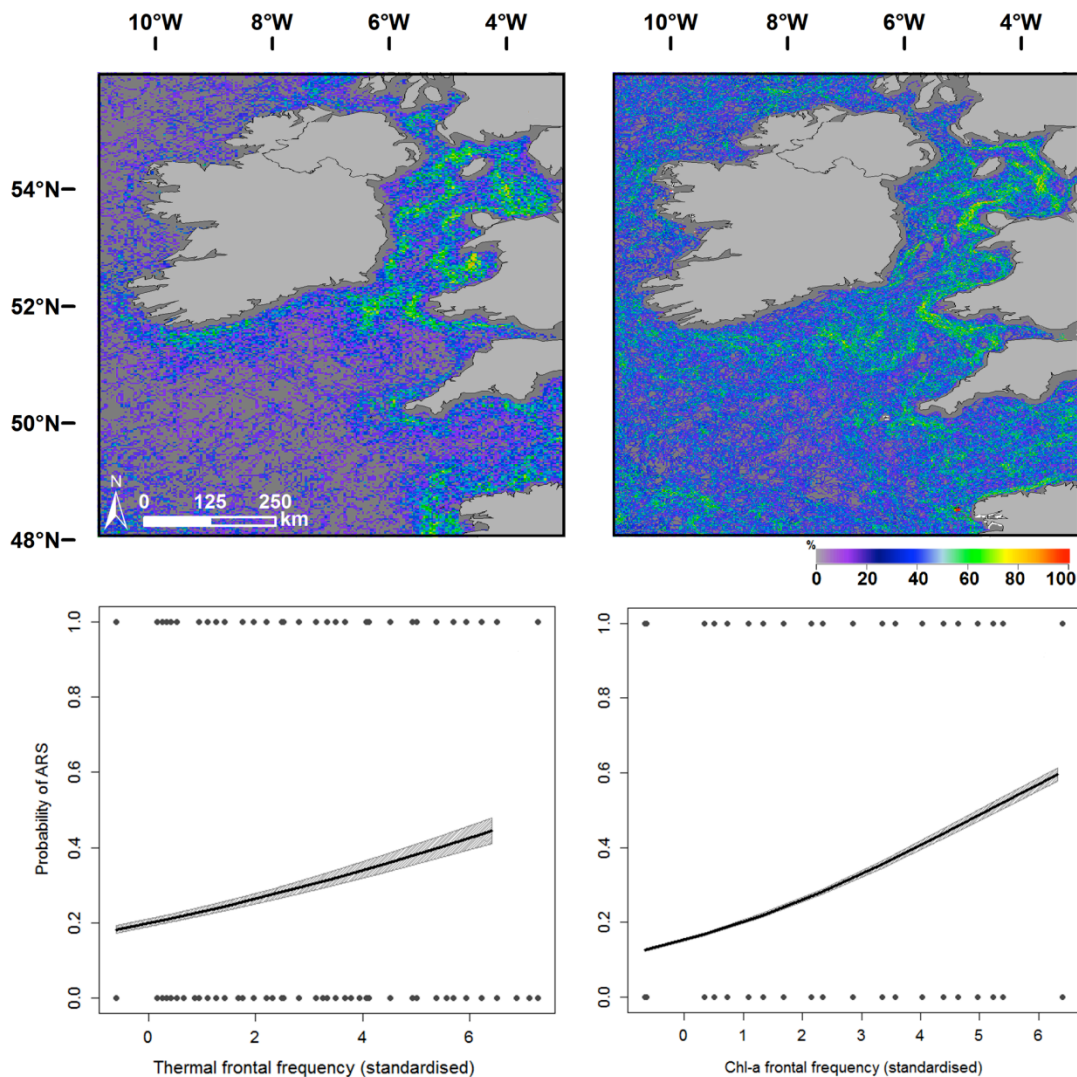 10°W 8°W 6°W 4°W 10°W 8°W 6°W 4°W
54°N
52°N
50°N
48°N
N
0 125 250
km
%
0 20 40 60 80 100
1.0
0.8
0.6
0.4
0.2
0.0
Probability of ARS
0 2 4 6
Thermal frontal frequency (standardised)
1.0
0.8
0.6
0.4
0.2
0.0
0 1 2 3 4 5 6
Chl-a frontal frequency (standardised)